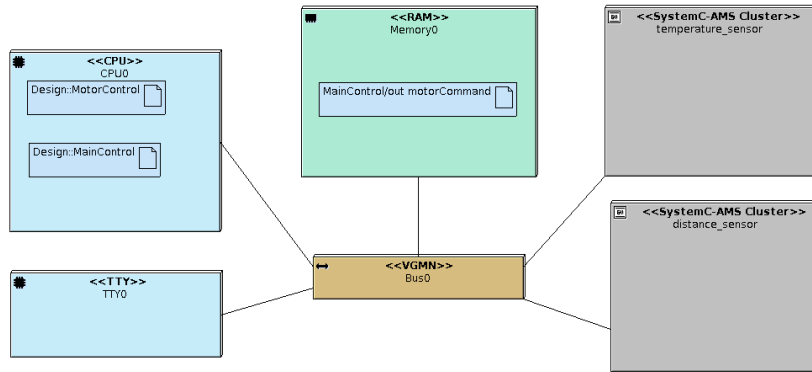 <<CPU>>
CPU0
Design::MotorControl
Design::MainControl
<<RAM>>
Memory0
MainControl/out motorCommand
<<SystemC-AMS Cluster>>
temperature_sensor
<<SystemC-AMS Cluster>>
distance_sensor
<<VGMN>>
Bus0
<<TTY>>
TTY0